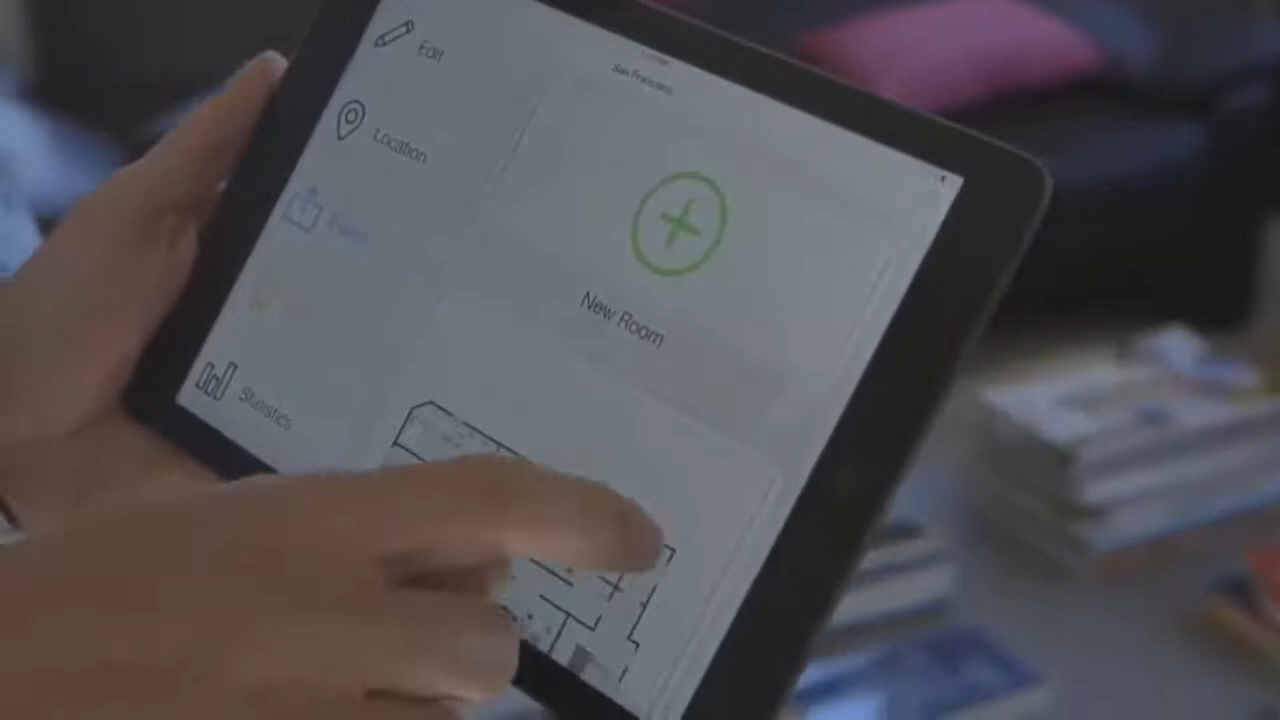 Edit
San Francisco
Location
New Room
Statistics